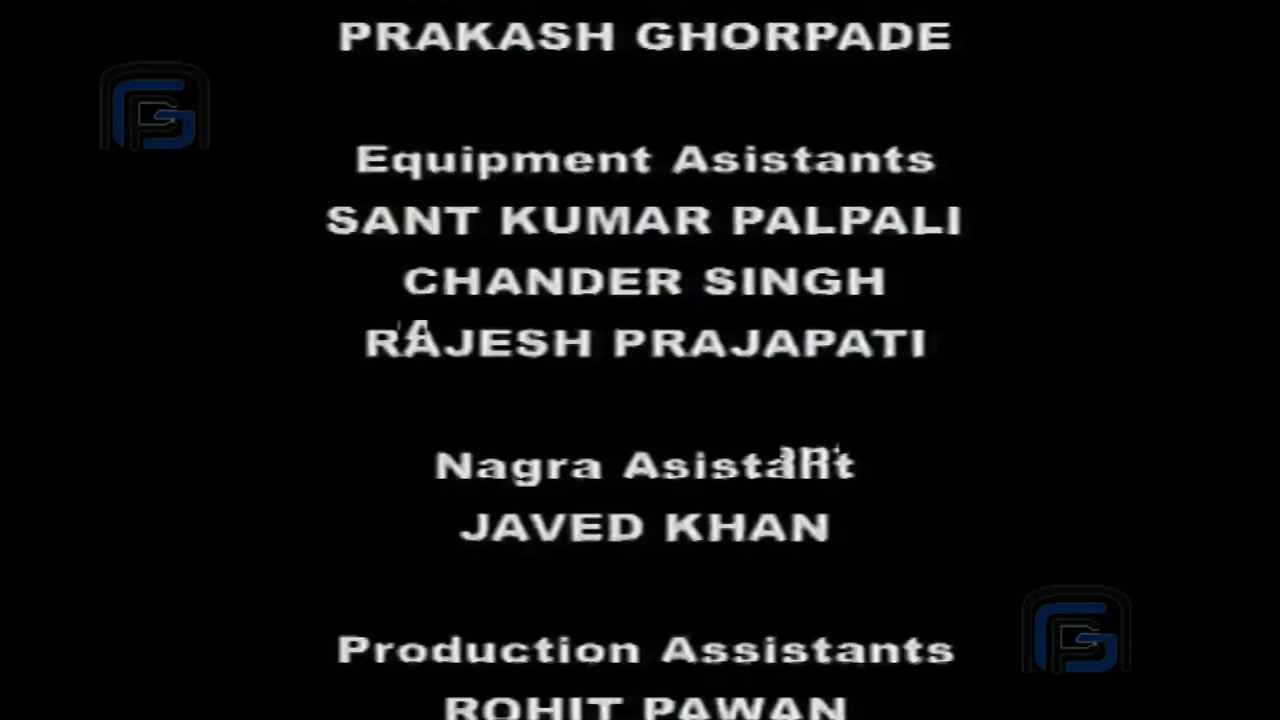 PRAKASH GHORPADE
Equipment Asistants
SANT KUMAR PALPALI
CHANDER SINGH
RAJESH PRAJAPATI
Nagra Asistant
JAVED KHAN
Production Assistants
ROHIT PAWAN